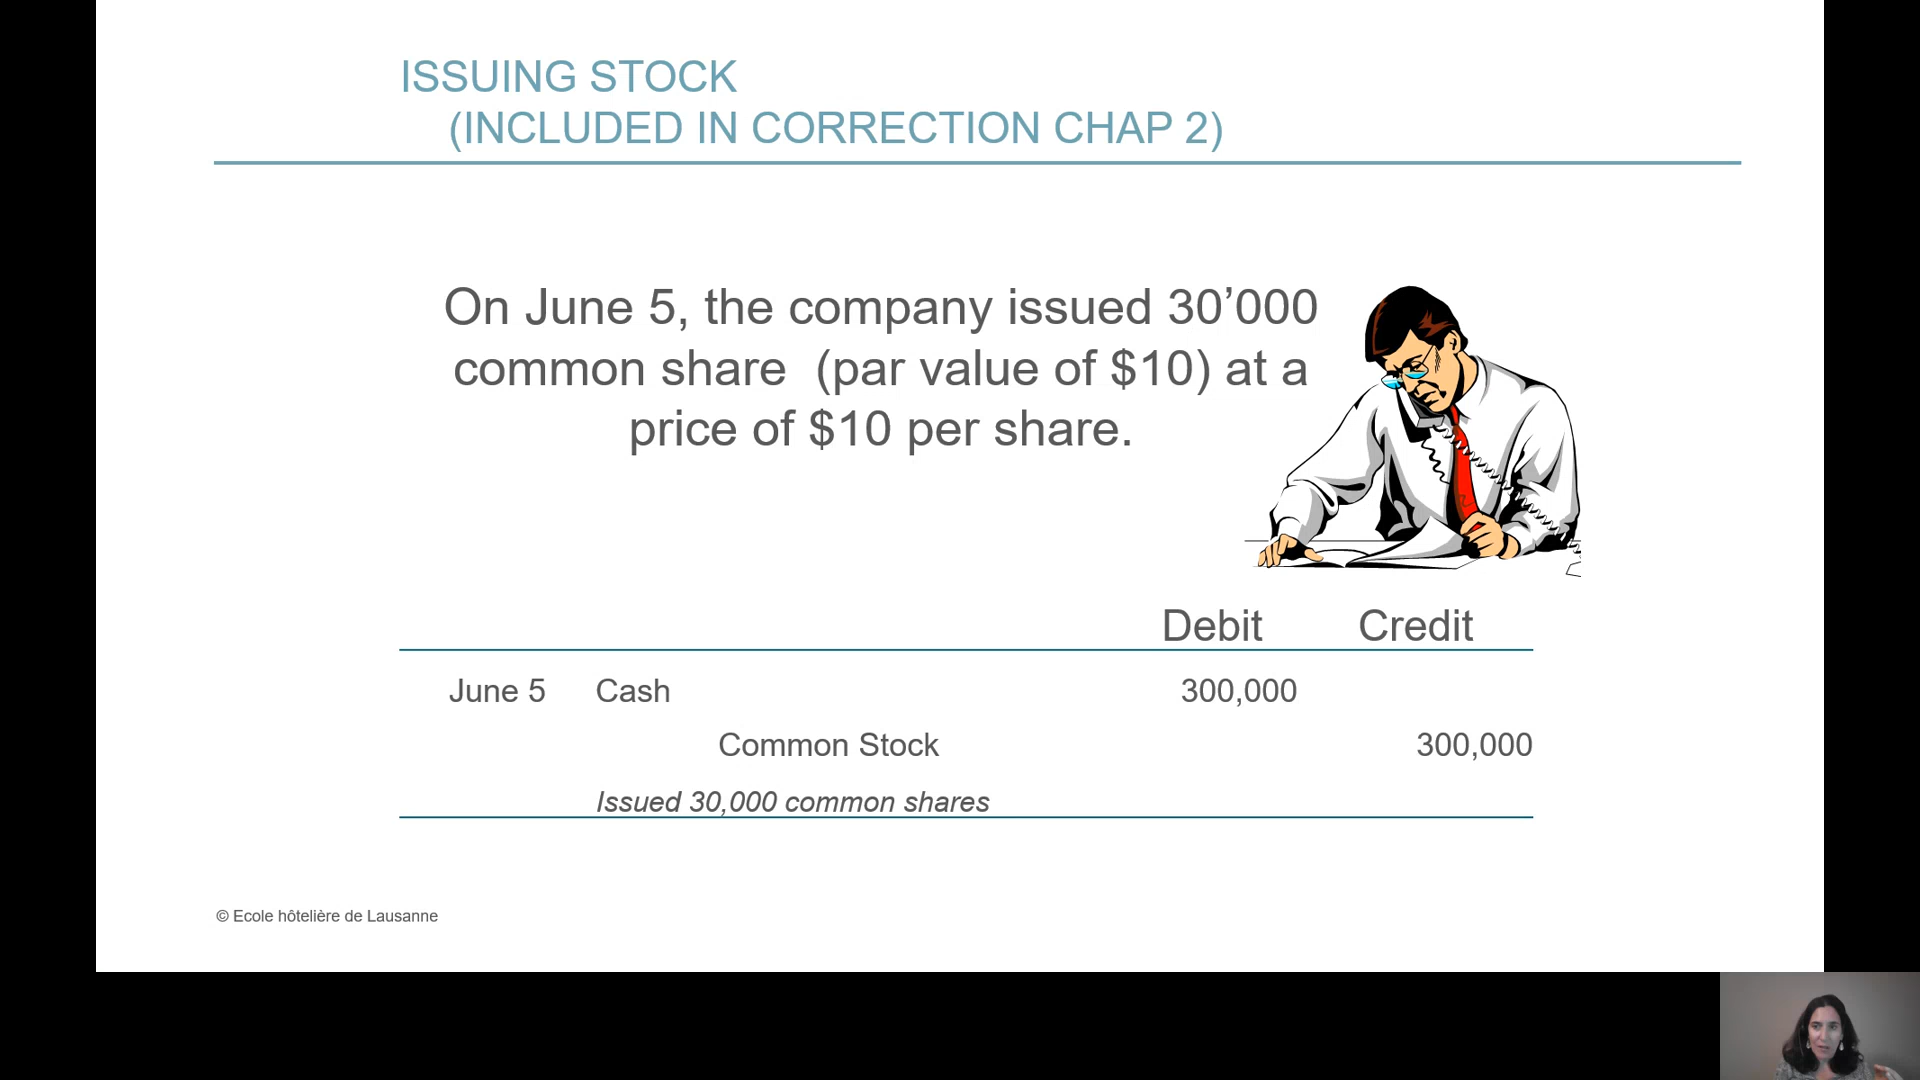 ISSUING STOCK
(INCLUDED IN CORRECTION CHAP 2)
On June 5, the company issued 30’000
common share (par value of $10) at a
price of $10 per share.
Debit Credit
June 5 Cash 300,000
Common Stock 300,000
Issued 30,000 common shares
© Ecole hôtelière de Lausanne